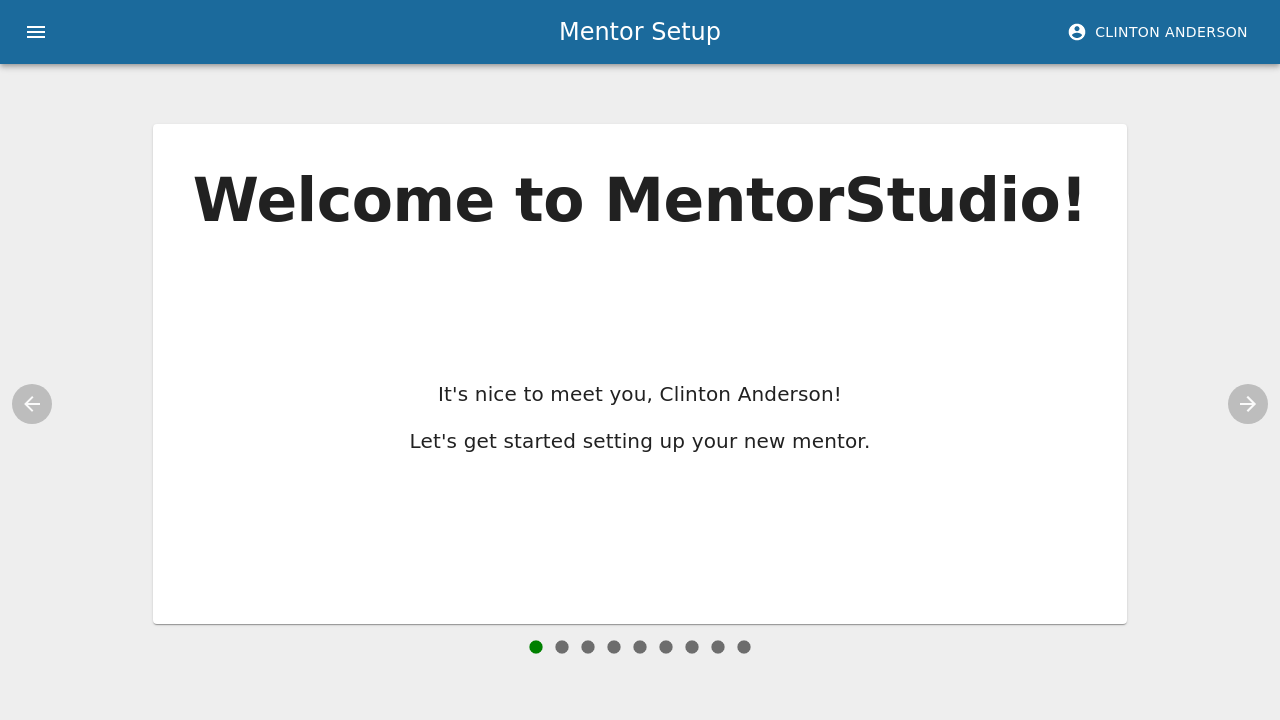 Mentor Setup
CLINTON ANDERSON
Welcome to MentorStudio!
It's nice to meet you, Clinton Anderson!
Let's get started setting up your new mentor.